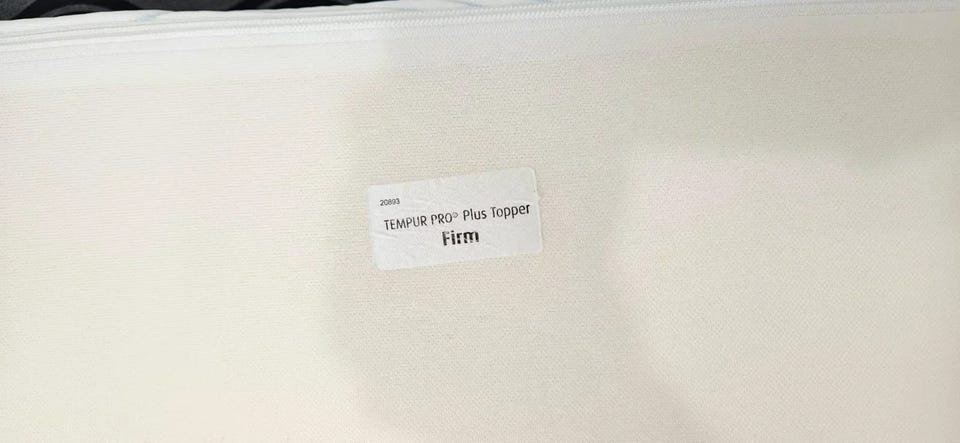 20893
TEMPUR PRO® Plus Topper
Firm